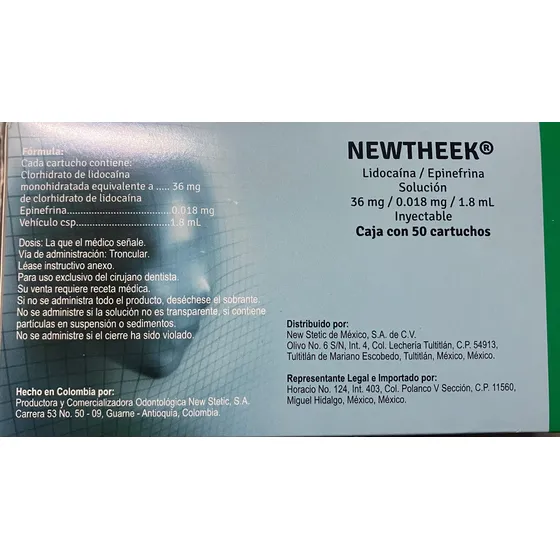 Fórmula:
Cada cartucho contiene:
Clorhidrato de lidocaína
monohidratada equivalente a ..... 36 mg
de clorhidrato de lidocaína
Epinefrina...............................0.018 mg
Vehículo csp...........................1.8 mL
Dosis: La que el médico señale.
Vía de administración: Troncular.
Léase instructivo anexo.
Para uso exclusivo del cirujano dentista.
Su venta requiere receta médica.
Si no se administra todo el producto, deséchese el sobrante.
No se administre si la solución no es transparente, si contiene
partículas en suspensión o sedimentos.
No se administre si el cierre ha sido violado.
Hecho en Colombia por:
Productora y Comercializadora Odontológica New Stetic, S.A.
Carrera 53 No. 50 - 09, Guarne - Antioquia, Colombia.
NEWTHEEK®
Lidocaína / Epinefrina
Solución
36 mg / 0.018 mg / 1.8 mL
Inyectable
Caja con 50 cartuchos
Distribuido por:
New Stetic de México, S.A. de C.V.
Olivo No. 6 S/N, Int. 4, Col. Lechería Tultitlán, C.P. 54913,
Tultitlán de Mariano Escobedo, Tultitlán, México, México.
Representante Legal e Importado por:
Horacio No. 124, Int. 403, Col. Polanco V Sección, C.P. 11560,
Miguel Hidalgo, México, México.